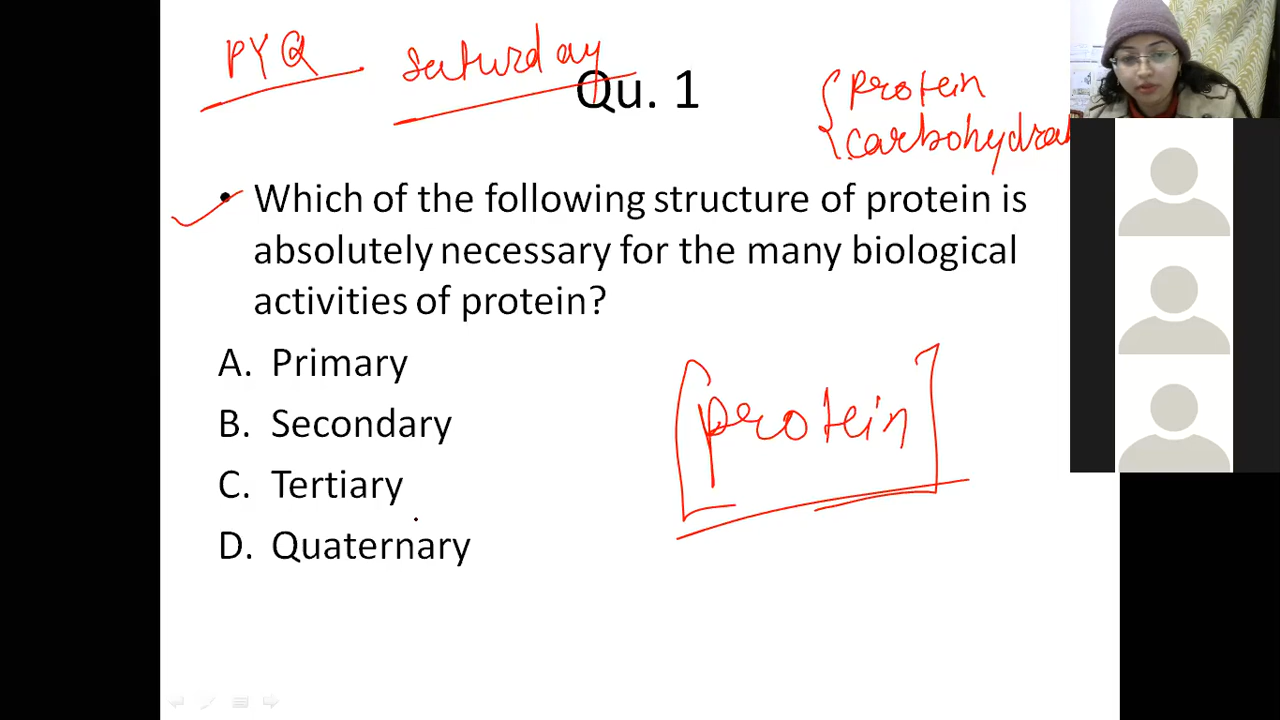 PYQ Saturday
Qu. 1
protein
carbohydra
• Which of the following structure of protein is
absolutely necessary for the many biological
activities of protein?
A. Primary
B. Secondary
C. Tertiary
D. Quaternary
[protein]